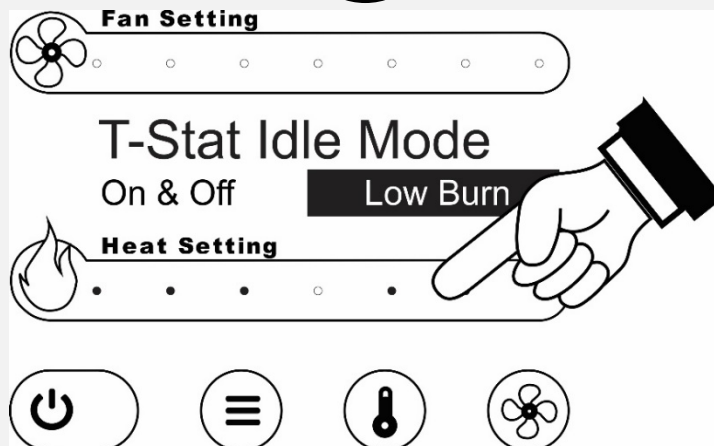 Fan Setting
T-Stat Idle Mode
On & Off Low Burn
Heat Setting